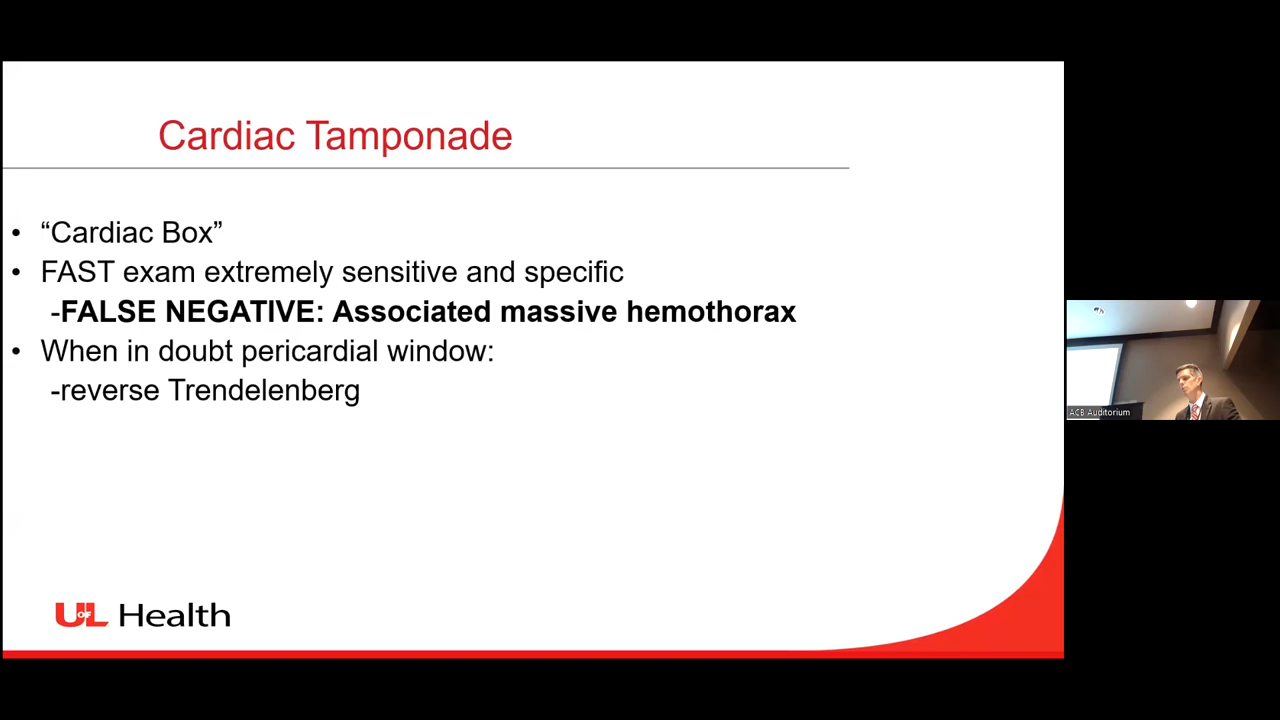 Cardiac Tamponade
• “Cardiac Box”
• FAST exam extremely sensitive and specific
-FALSE NEGATIVE: Associated massive hemothorax
• When in doubt pericardial window:
-reverse Trendelenberg
ACB Auditorium
UofL Health